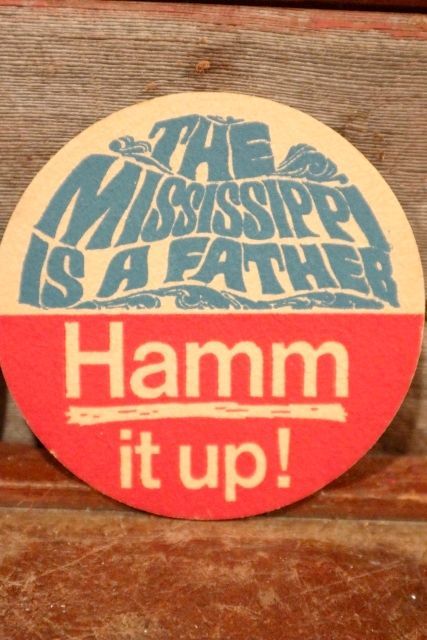 THE
MISSISSIPPI
IS A FATHER
Hamm
it up!